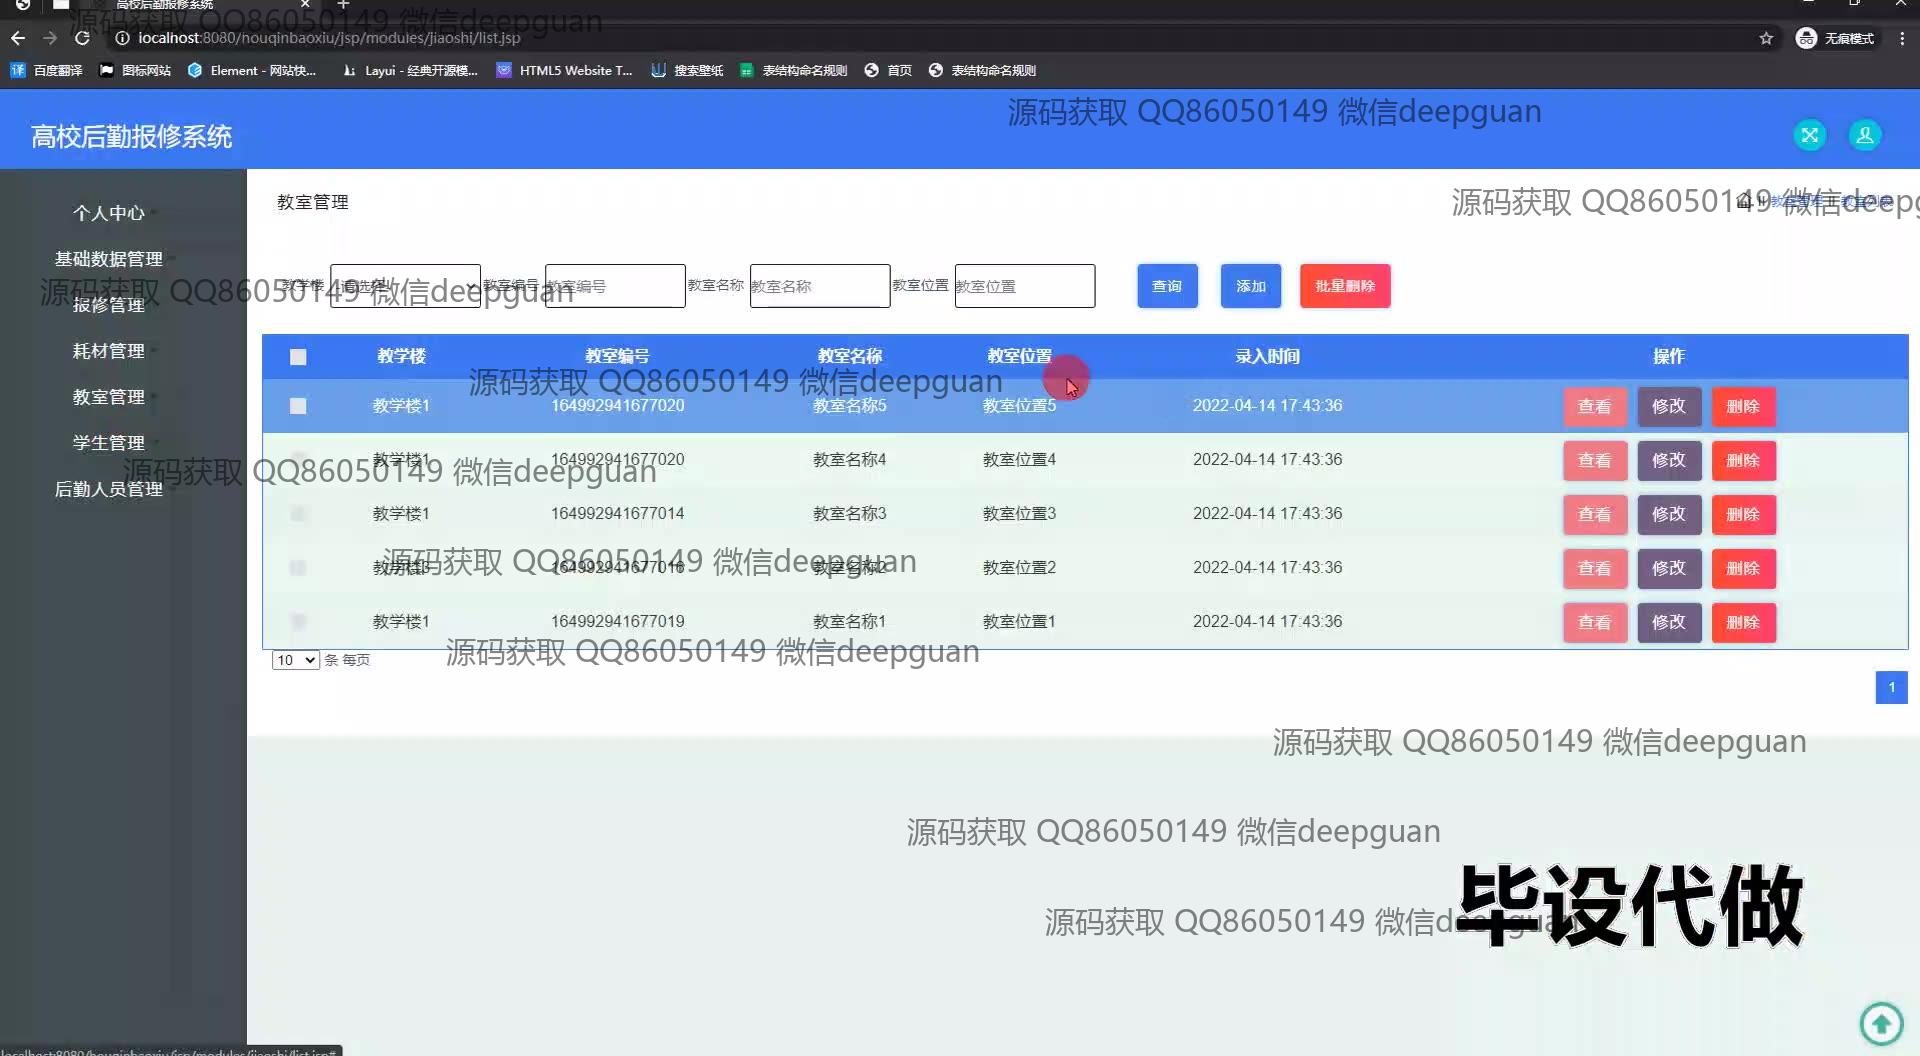 高校后勤报修系统
源码获取 QQ86050149 微信deepguan
localhost:8080/houqinbaoxiu/jsp/modules/jiaoshi/list.jsp
无痕模式
百度翻译 图标网站 Element - 网站快... Layui - 经典开源模... HTML5 Website T... 搜索壁纸 表结构命名规则 首页 表结构命名规则
源码获取 QQ86050149 微信deepguan
高校后勤报修系统
个人中心
基础数据管理
报修管理
耗材管理
教室管理
学生管理
后勤人员管理
教室管理
源码获取 QQ86050149 微信deepg
教学楼 请选择 教室编号 教室编号 教室名称 教室名称 教室位置 教室位置 查询 添加 批量删除
源码获取 QQ86050149 微信deepguan
教学楼 教室编号 教室名称 教室位置 录入时间 操作
源码获取 QQ86050149 微信deepguan
教学楼1 164992941677020 教室名称5 教室位置5 2022-04-14 17:43:36 查看 修改 删除
教学楼1 164992941677020 教室名称4 教室位置4 2022-04-14 17:43:36 查看 修改 删除
源码获取 QQ86050149 微信deepguan
教学楼1 164992941677014 教室名称3 教室位置3 2022-04-14 17:43:36 查看 修改 删除
教学楼3 164992941677016 教室名称2 教室位置2 2022-04-14 17:43:36 查看 修改 删除
源码获取 QQ86050149 微信deepguan
教学楼1 164992941677019 教室名称1 教室位置1 2022-04-14 17:43:36 查看 修改 删除
10 条 每页
源码获取 QQ86050149 微信deepguan
1
源码获取 QQ86050149 微信deepguan
源码获取 QQ86050149 微信deepguan
源码获取 QQ86050149 微信deepguan
毕设代做
localhost:8080/houqinbaoxiu/jsp/modules/jiaoshi/list.jsp#